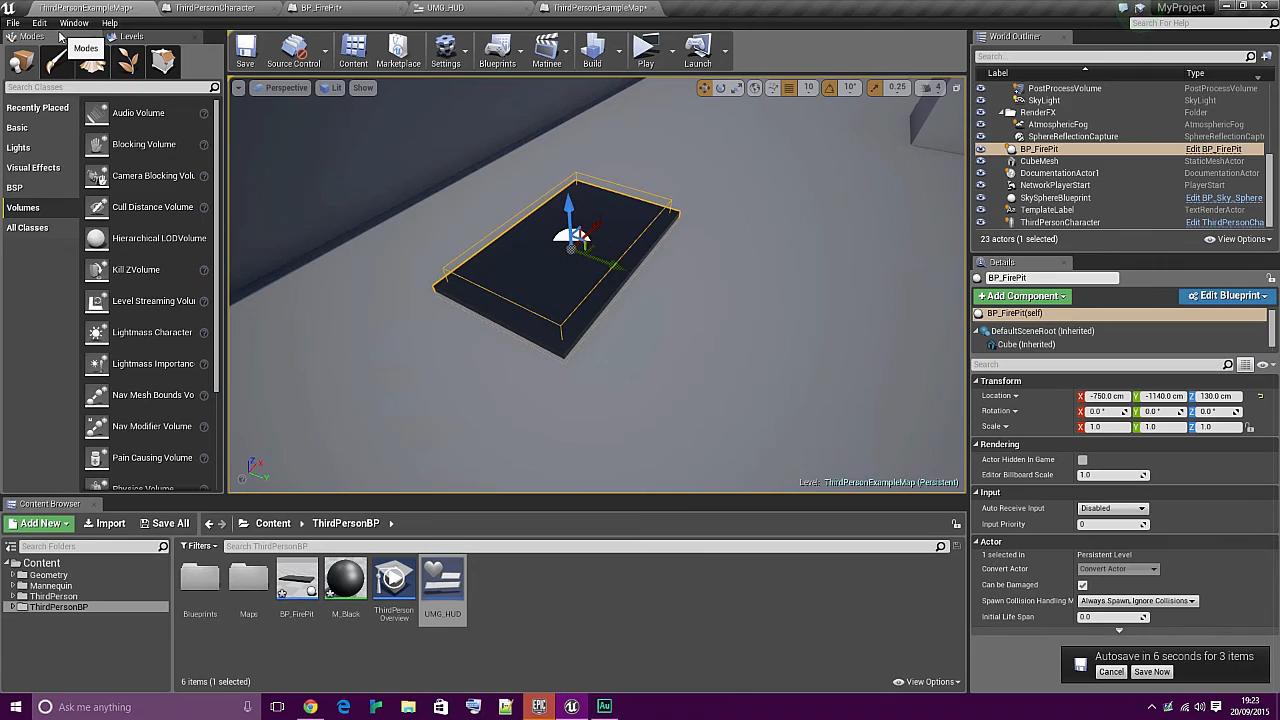 ThirdPersonExampleMap*
ThirdPersonCharacter
BP_FirePit*
UMG_HUD
ThirdPersonExampleMap*
MyProject
File Edit Window Help
Search For Help
Modes
Levels
Modes
Search Classes
Recently Placed
Basic
Lights
Visual Effects
BSP
Volumes
All Classes
Audio Volume
Blocking Volume
Camera Blocking Volu
Cull Distance Volume
Hierarchical LODVolume
Kill ZVolume
Level Streaming Volu
Lightmass Character
Lightmass Importanc
Nav Mesh Bounds Vo
Nav Modifier Volume
Pain Causing Volume
Physics Volume
Save
Source Control
Content
Marketplace
Settings
Blueprints
Matinee
Build
Play
Launch
Perspective
Lit
Show
10
10°
0.25
4
Level: ThirdPersonExampleMap (Persistent)
World Outliner
Search...
Label Type
PostProcessVolume PostProcessVolume
SkyLight SkyLight
RenderFX Folder
AtmosphericFog AtmosphericFog
SphereReflectionCapture SphereReflectionCapt
BP_FirePit Edit BP_FirePit
CubeMesh StaticMeshActor
DocumentationActor1 DocumentationActor
NetworkPlayerStart PlayerStart
SkySphereBlueprint Edit BP_Sky_Sphere
TemplateLabel TextRenderActor
ThirdPersonCharacter Edit ThirdPersonCha
23 actors (1 selected)
View Options
Details
BP_FirePit
+ Add Component
Edit Blueprint
BP_FirePit(self)
DefaultSceneRoot (Inherited)
Cube (Inherited)
Search
Transform
Location X -750.0 cm Y -1140.0 cm Z 130.0 cm
Rotation X 0.0 ° Y 0.0 ° Z 0.0 °
Scale X 1.0 Y 1.0 Z 1.0
Rendering
Actor Hidden In Game
Editor Billboard Scale 1.0
Input
Auto Receive Input Disabled
Input Priority 0
Actor
1 selected in Persistent Level
Convert Actor Convert Actor
Can be Damaged
Spawn Collision Handling M Always Spawn, Ignore Collisions
Initial Life Span 0.0
Autosave in 6 seconds for 3 items
Cancel Save Now
Content Browser
Add New
Import
Save All
Content
ThirdPersonBP
Search Folders
Filters
Search ThirdPersonBP
Content
Geometry
Mannequin
ThirdPerson
ThirdPersonBP
Blueprints
Maps
BP_FirePit
M_Black
ThirdPerson
Overview
UMG_HUD
6 items (1 selected)
View Options
Ask me anything
EPIC
Au
19:23
20/09/2015